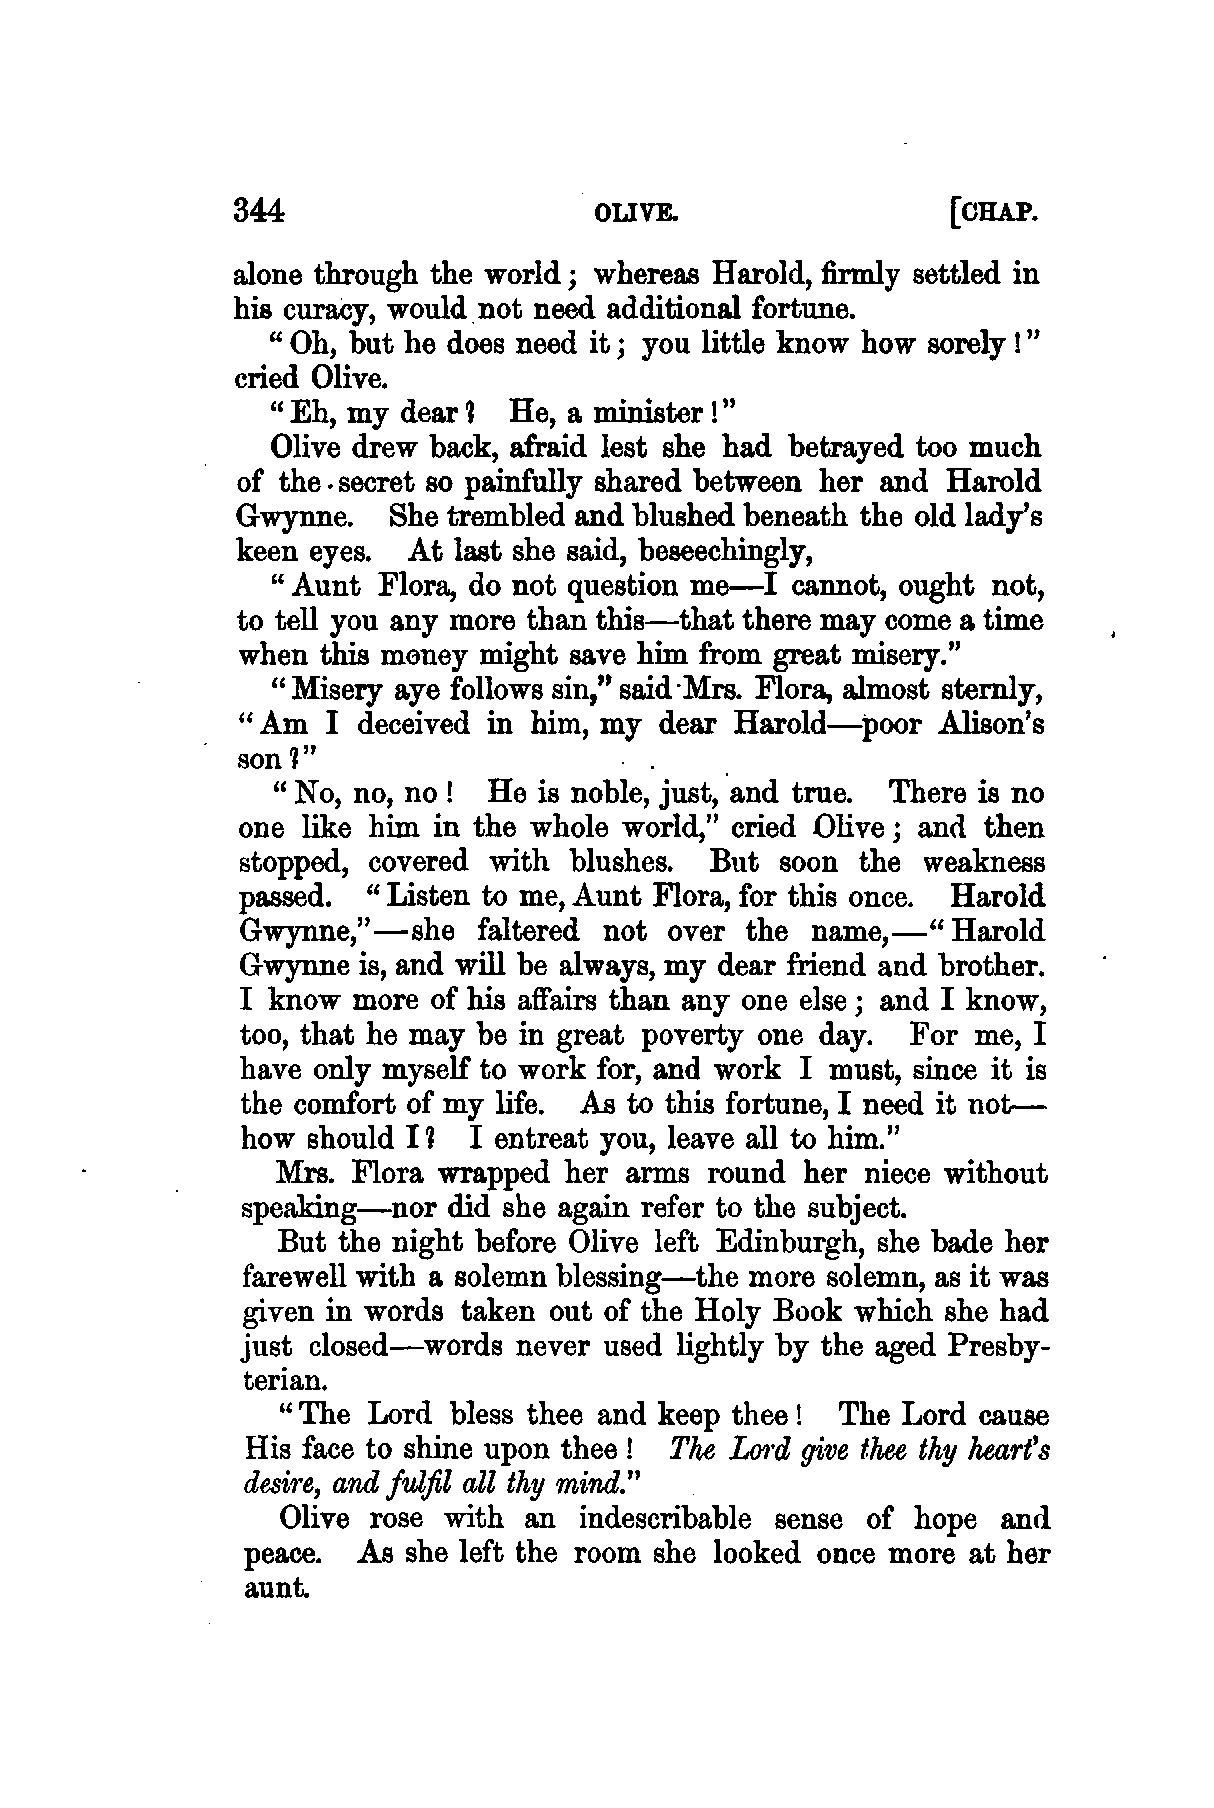 344 OLIVE. [CHAP.
alone through the world; whereas Harold, firmly settled in
his curacy, would not need additional fortune.
"Oh, but he does need it; you little know how sorely!"
cried Olive.
"Eh, my dear? He, a minister!"
Olive drew back, afraid lest she had betrayed too much
of the secret so painfully shared between her and Harold
Gwynne. She trembled and blushed beneath the old lady's
keen eyes. At last she said, beseechingly,
"Aunt Flora, do not question me—I cannot, ought not,
to tell you any more than this—that there may come a time
when this money might save him from great misery."
"Misery aye follows sin," said Mrs. Flora, almost sternly,
"Am I deceived in him, my dear Harold—poor Alison's
son?"
"No, no, no! He is noble, just, and true. There is no
one like him in the whole world," cried Olive; and then
stopped, covered with blushes. But soon the weakness
passed. "Listen to me, Aunt Flora, for this once. Harold
Gwynne,"—she faltered not over the name,—"Harold
Gwynne is, and will be always, my dear friend and brother.
I know more of his affairs than any one else; and I know,
too, that he may be in great poverty one day. For me, I
have only myself to work for, and work I must, since it is
the comfort of my life. As to this fortune, I need it not—
how should I? I entreat you, leave all to him."
Mrs. Flora wrapped her arms round her niece without
speaking—nor did she again refer to the subject.
But the night before Olive left Edinburgh, she bade her
farewell with a solemn blessing—the more solemn, as it was
given in words taken out of the Holy Book which she had
just closed—words never used lightly by the aged Presby-
terian.
"The Lord bless thee and keep thee! The Lord cause
His face to shine upon thee! The Lord give thee thy heart's
desire, and fulfil all thy mind."
Olive rose with an indescribable sense of hope and
peace. As she left the room she looked once more at her
aunt.